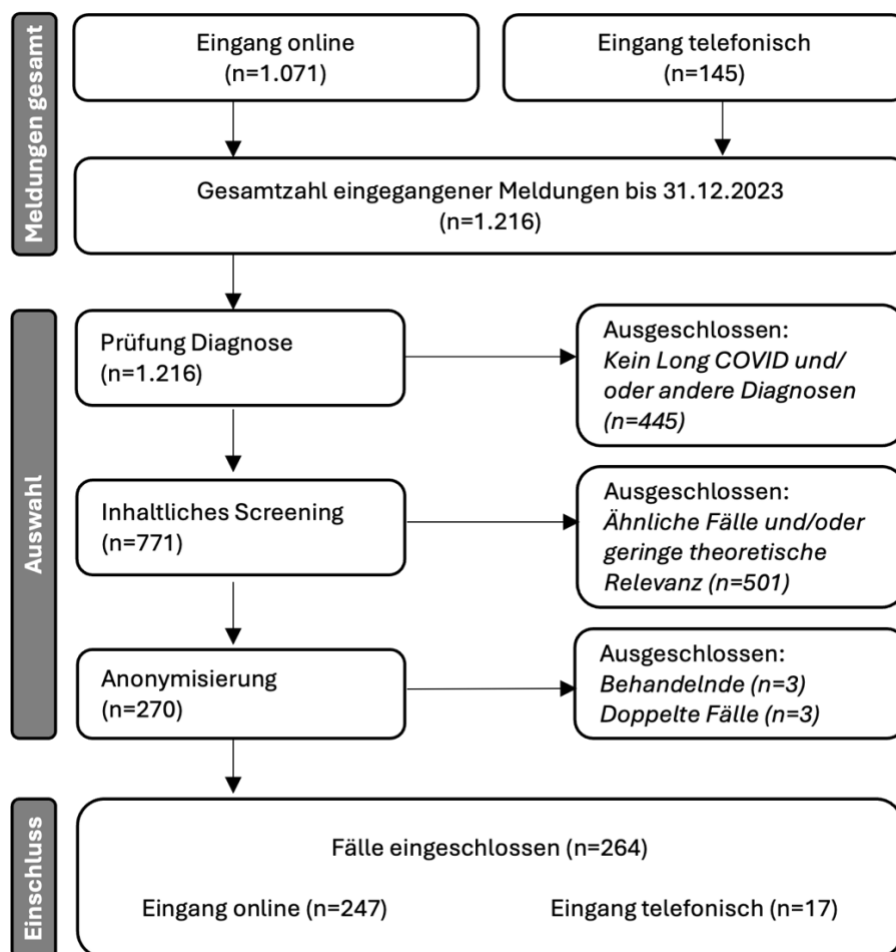 Meldungen gesamt
Eingang online
(n=1.071)
Eingang telefonisch
(n=145)
Gesamtzahl eingegangener Meldungen bis 31.12.2023
(n=1.216)
Auswahl
Prüfung Diagnose
(n=1.216)
Ausgeschlossen:
Kein Long COVID und/
oder andere Diagnosen
(n=445)
Inhaltliches Screening
(n=771)
Ausgeschlossen:
Ähnliche Fälle und/oder
geringe theoretische
Relevanz (n=501)
Anonymisierung
(n=270)
Ausgeschlossen:
Behandelnde (n=3)
Doppelte Fälle (n=3)
Einschluss
Fälle eingeschlossen (n=264)
Eingang online (n=247)
Eingang telefonisch (n=17)